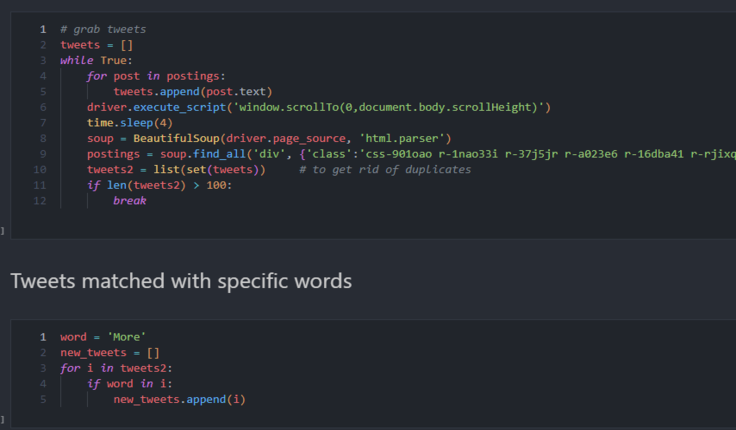 1 # grab tweets
2 tweets = []
3 while True:
4     for post in postings:
5         tweets.append(post.text)
6     driver.execute_script('window.scrollTo(0,document.body.scrollHeight)')
7     time.sleep(4)
8     soup = BeautifulSoup(driver.page_source, 'html.parser')
9     postings = soup.find_all('div', {'class':'css-901oao r-1nao33i r-37j5jr r-a023e6 r-16dba41 r-rjixq
10     tweets2 = list(set(tweets))     # to get rid of duplicates
11     if len(tweets2) > 100:
12         break
]
Tweets matched with specific words
1 word = 'More'
2 new_tweets = []
3 for i in tweets2:
4     if word in i:
5         new_tweets.append(i)
]